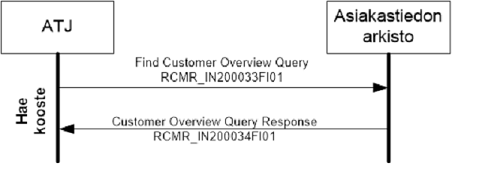 ATJ
Asiakastiedon
arkisto
Find Customer Overview Query
RCMR_IN200033FI01
Hae
kooste
Customer Overview Query Response
RCMR_IN200034FI01